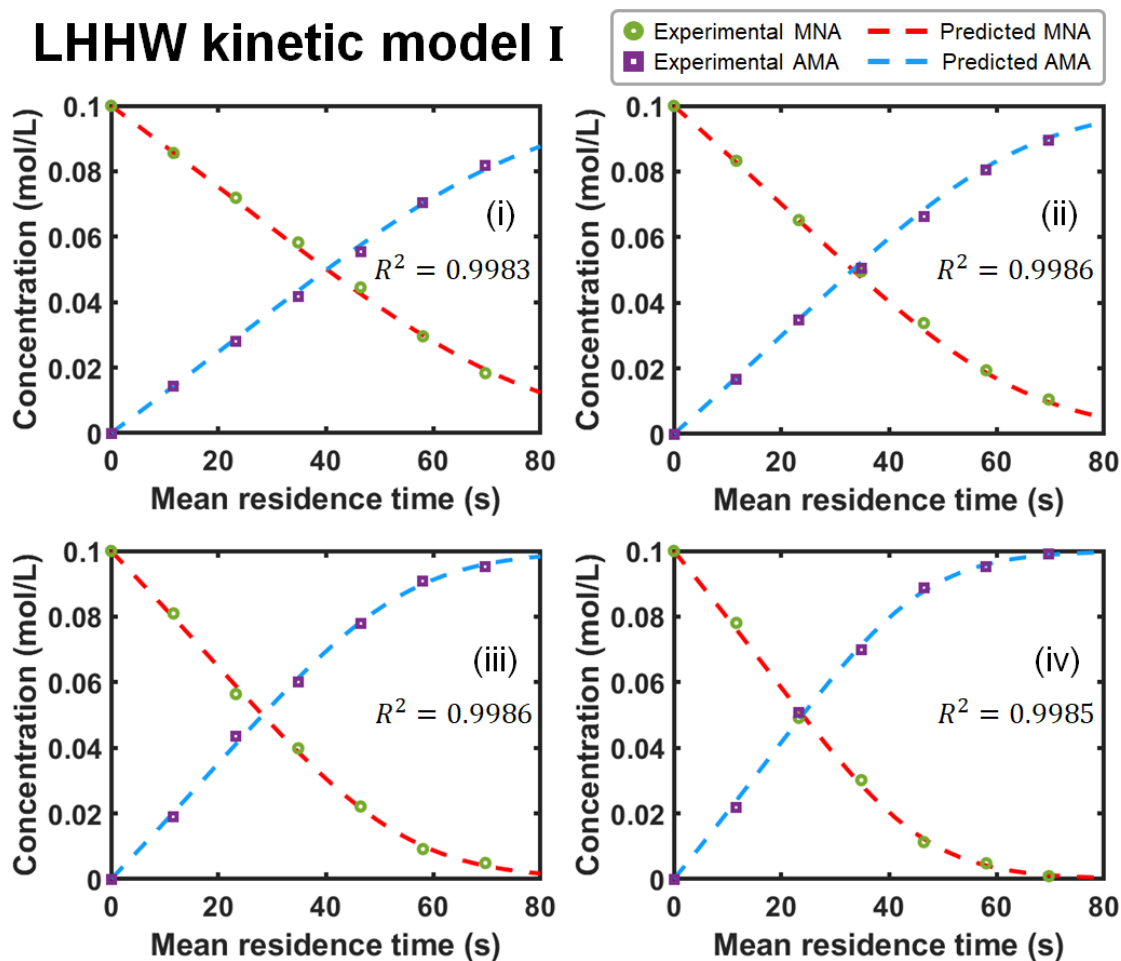 LHHW kinetic model I
Experimental MNA
Predicted MNA
Experimental AMA
Predicted AMA
Concentration (mol/L)
0.1
0.08
0.06
0.04
0.02
0
(i)
R² = 0.9983
0 20 40 60 80
Mean residence time (s)
Concentration (mol/L)
0.1
0.08
0.06
0.04
0.02
0
(ii)
R² = 0.9986
0 20 40 60 80
Mean residence time (s)
Concentration (mol/L)
0.1
0.08
0.06
0.04
0.02
0
(iii)
R² = 0.9986
0 20 40 60 80
Mean residence time (s)
Concentration (mol/L)
0.1
0.08
0.06
0.04
0.02
0
(iv)
R² = 0.9985
0 20 40 60 80
Mean residence time (s)